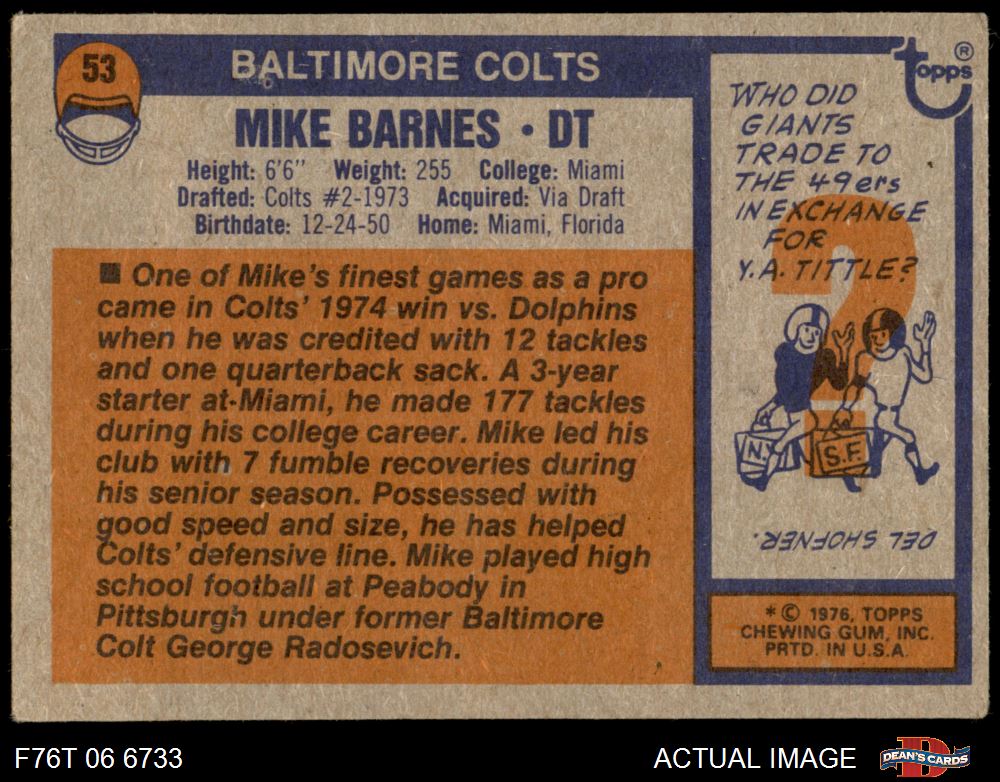 53
BALTIMORE COLTS
MIKE BARNES • DT
Height: 6'6" Weight: 255 College: Miami
Drafted: Colts #2-1973 Acquired: Via Draft
Birthdate: 12-24-50 Home: Miami, Florida
■ One of Mike's finest games as a pro
came in Colts' 1974 win vs. Dolphins
when he was credited with 12 tackles
and one quarterback sack. A 3-year
starter at Miami, he made 177 tackles
during his college career. Mike led his
club with 7 fumble recoveries during
his senior season. Possessed with
good speed and size, he has helped
Colts' defensive line. Mike played high
school football at Peabody in
Pittsburgh under former Baltimore
Colt George Radosevich.
topps ®
WHO DID
GIANTS
TRADE TO
THE 49ers
IN EXCHANGE
FOR
Y.A. TITTLE?
?
N.Y.
S.F.
DEL SHOFNER.
* © 1976, TOPPS
CHEWING GUM, INC.
PRTD. IN U.S.A.
F76T 06 6733
ACTUAL IMAGE
DEAN'S CARDS